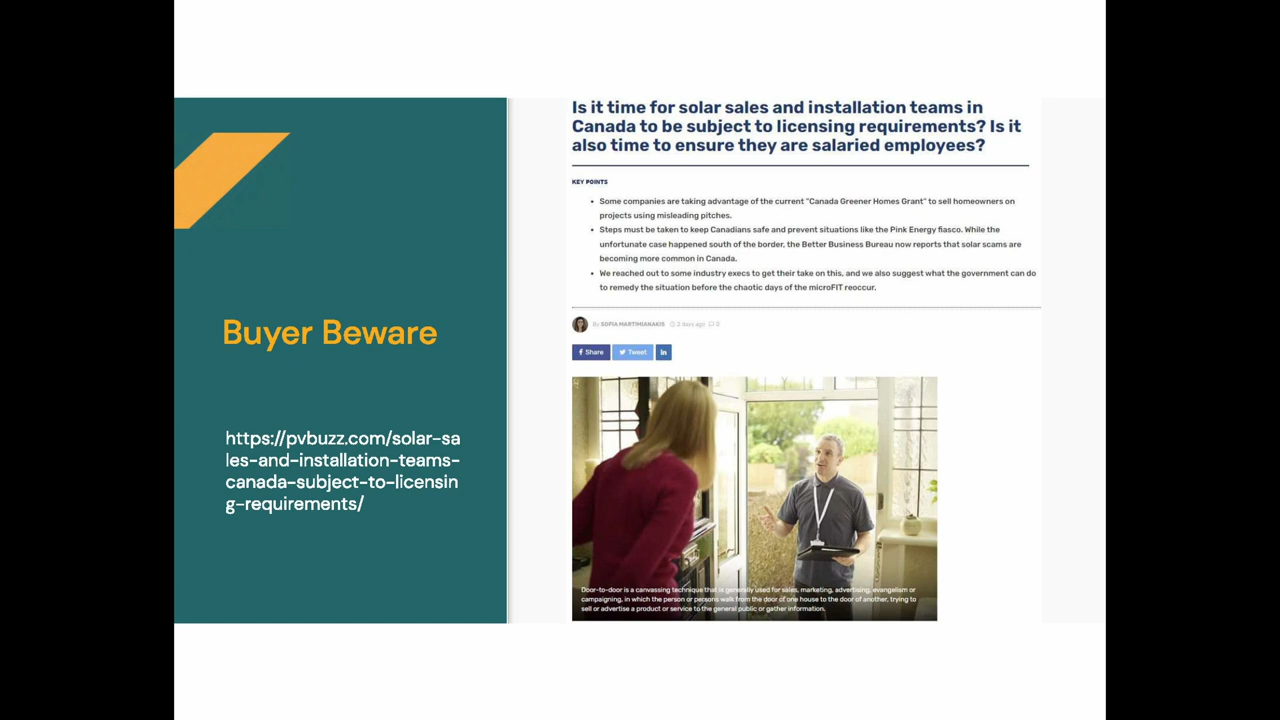 Buyer Beware
https://pvbuzz.com/solar-sa
les-and-installation-teams-
canada-subject-to-licensin
g-requirements/
Is it time for solar sales and installation teams in
Canada to be subject to licensing requirements? Is it
also time to ensure they are salaried employees?
KEY POINTS
• Some companies are taking advantage of the current "Canada Greener Homes Grant" to sell homeowners on
projects using misleading pitches.
• Steps must be taken to keep Canadians safe and prevent situations like the Pink Energy fiasco. While the
unfortunate case happened south of the border, the Better Business Bureau now reports that solar scams are
becoming more common in Canada.
• We reached out to some industry execs to get their take on this, and we also suggest what the government can do
to remedy the situation before the chaotic days of the microFIT reoccur.
By SOFIA MARTIMIANAKIS 2 days ago 0
Share Tweet in
Door-to-door is a canvassing technique that is generally used for sales, marketing, advertising, evangelism or
campaigning, in which the person or persons walk from the door of one house to the door of another, trying to
sell or advertise a product or service to the general public or gather information.